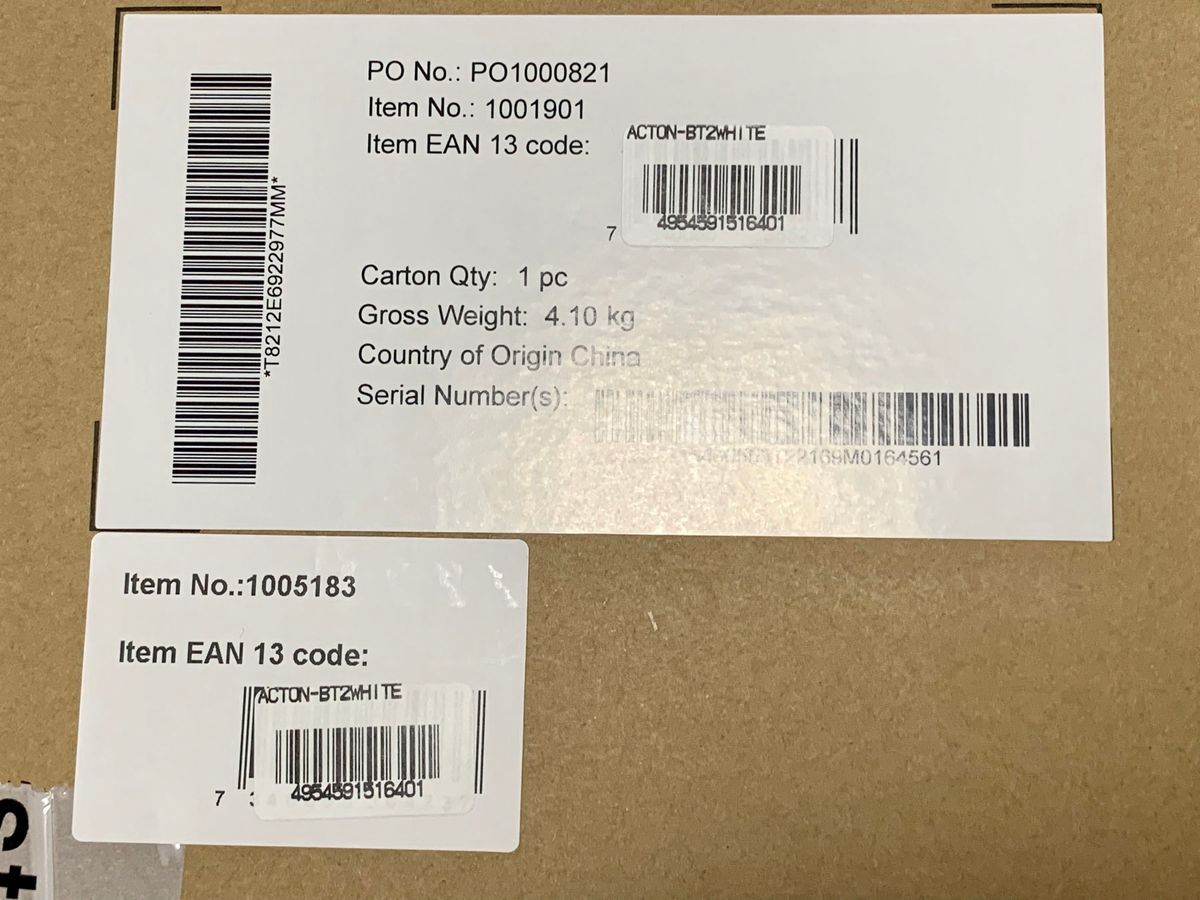 PO No.: PO1000821
Item No.: 1001901
Item EAN 13 code:
ACTON-BT2WHITE
4954591516401
7
Carton Qty: 1 pc
Gross Weight: 4.10 kg
Country of Origin China
Serial Number(s):
*T8212E6922977MM*
Item No.:1005183
Item EAN 13 code:
ACTON-BT2WHITE
4954591516401
7